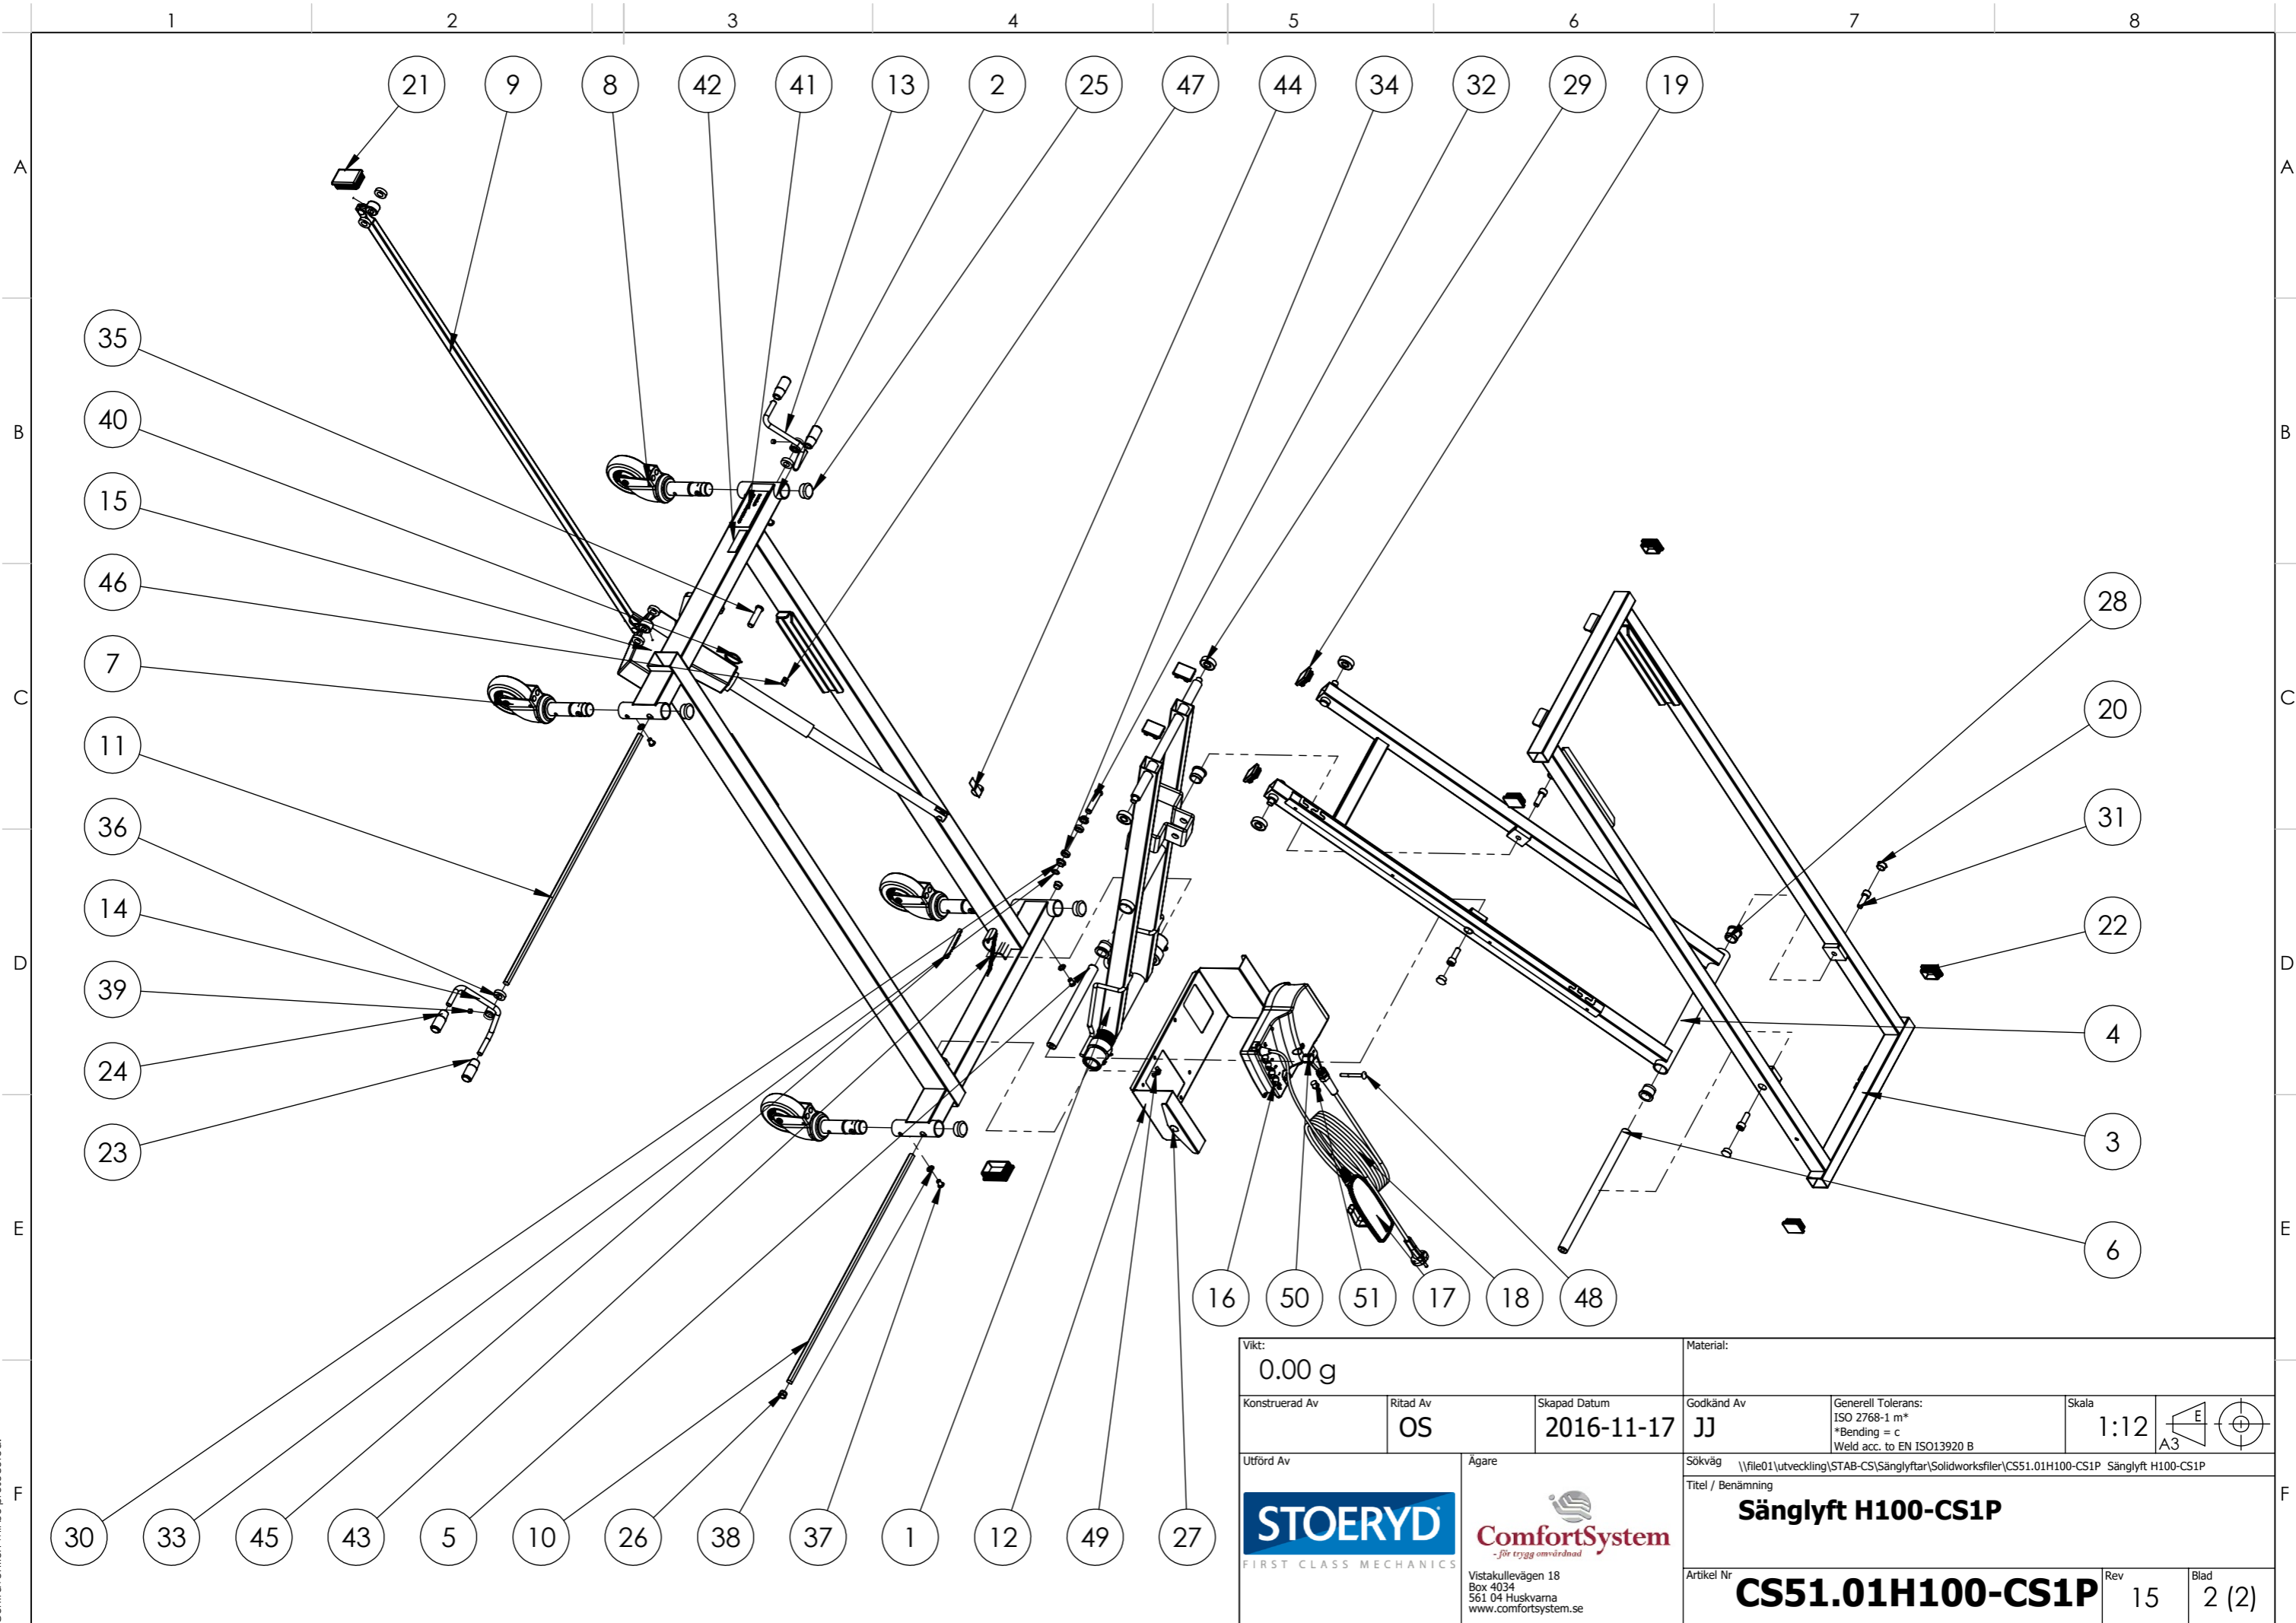 1 2 3 4 5 6 7 8
21 9 8 42 41 13 2 25 47 44 34 32 29 19
A A
35
B 40 B
15
46 28
7
C 20 C
11
36 31
14 22
D D
39 4
24
23 3
E 6 E
16 50 51 17 18 48
30 33 45 43 5 10 26 38 37 1 12 49 27
F F
Vikt:
0.00 g
Material:
Konstruerad Av
Ritad Av
OS
Skapad Datum
2016-11-17
Godkänd Av
JJ
Generell Tolerans:
ISO 2768-1 m*
*Bending = c
Weld acc. to EN ISO13920 B
Skala
1:12
A3
E
Utförd Av
STOERYD
FIRST CLASS MECHANICS
Ägare
ComfortSystem
- för trygg omvårdnad
Vistakullevägen 18
Box 4034
561 04 Huskvarna
www.comfortsystem.se
Sökväg \\file01\utveckling\STAB-CS\Sänglyftar\Solidworksfiler\CS51.01H100-CS1P Sänglyft H100-CS1P
Titel / Benämning
Sänglyft H100-CS1P
Artikel Nr
CS51.01H100-CS1P
Rev
15
Blad
2 (2)